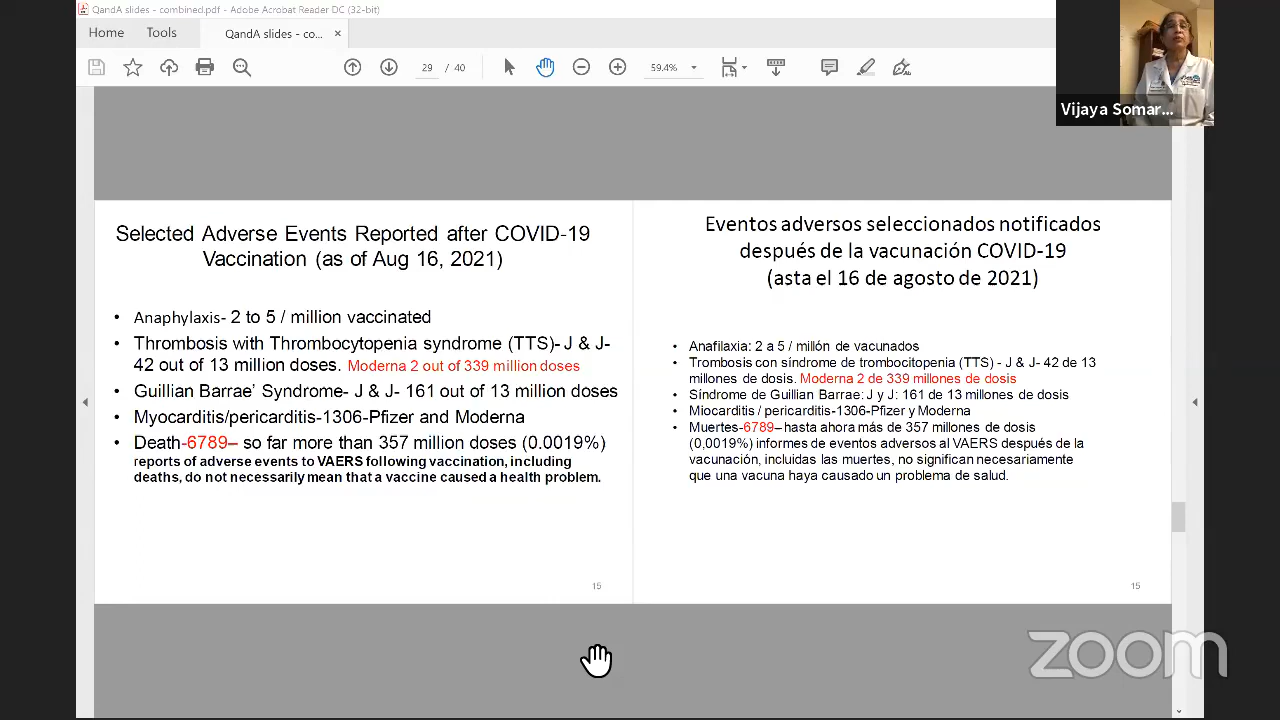 QandA slides - combined.pdf - Adobe Acrobat Reader DC (32-bit)
Home
Tools
QandA slides - co... ×
29 / 40
59.4%
Vijaya Somar...
Selected Adverse Events Reported after COVID-19
Vaccination (as of Aug 16, 2021)
• Anaphylaxis- 2 to 5 / million vaccinated
• Thrombosis with Thrombocytopenia syndrome (TTS)- J & J-
42 out of 13 million doses. Moderna 2 out of 339 million doses
• Guillian Barrae’ Syndrome- J & J- 161 out of 13 million doses
• Myocarditis/pericarditis-1306-Pfizer and Moderna
• Death-6789– so far more than 357 million doses (0.0019%)
reports of adverse events to VAERS following vaccination, including
deaths, do not necessarily mean that a vaccine caused a health problem.
15
Eventos adversos seleccionados notificados
después de la vacunación COVID-19
(asta el 16 de agosto de 2021)
• Anafilaxia: 2 a 5 / millón de vacunados
• Trombosis con síndrome de trombocitopenia (TTS) - J & J- 42 de 13
millones de dosis. Moderna 2 de 339 millones de dosis
• Síndrome de Guillian Barrae: J y J: 161 de 13 millones de dosis
• Miocarditis / pericarditis-1306-Pfizer y Moderna
• Muertes-6789– hasta ahora más de 357 millones de dosis
(0,0019%) informes de eventos adversos al VAERS después de la
vacunación, incluidas las muertes, no significan necesariamente
que una vacuna haya causado un problema de salud.
15
zoom